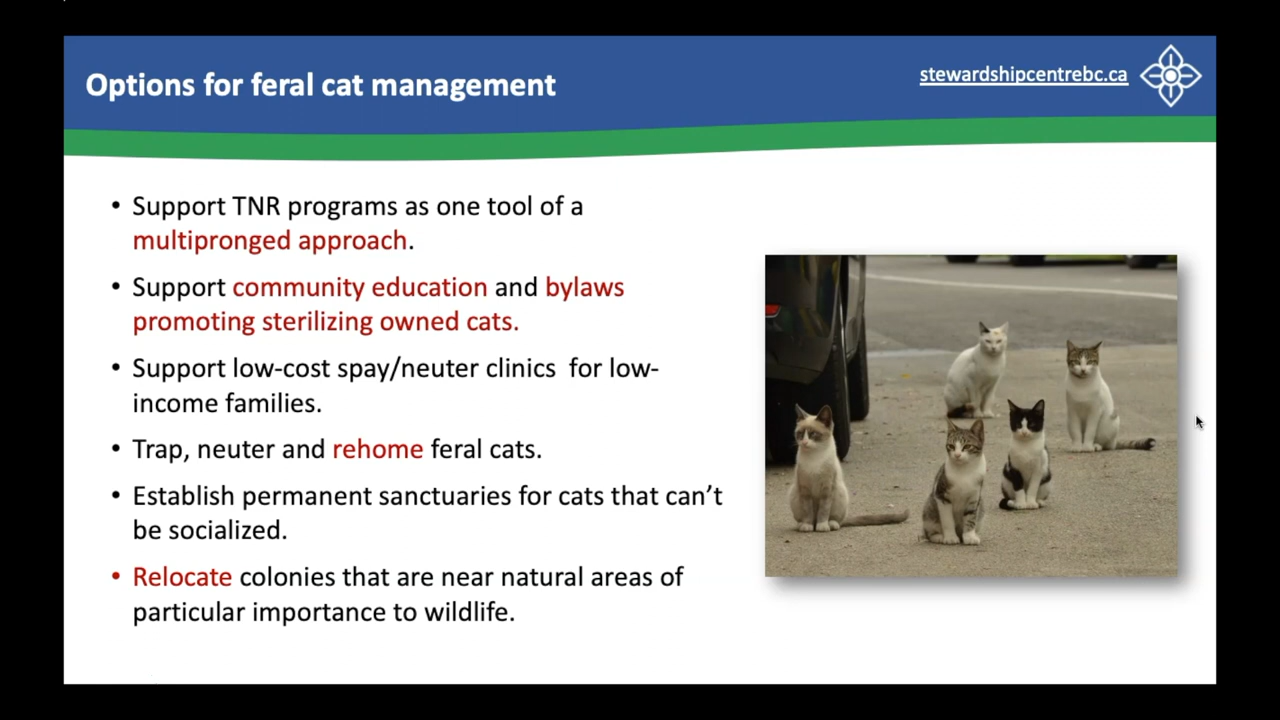 Options for feral cat management
stewardshipcentrebc.ca
• Support TNR programs as one tool of a
multipronged approach.
• Support community education and bylaws
promoting sterilizing owned cats.
• Support low-cost spay/neuter clinics for low-
income families.
• Trap, neuter and rehome feral cats.
• Establish permanent sanctuaries for cats that can’t
be socialized.
• Relocate colonies that are near natural areas of
particular importance to wildlife.